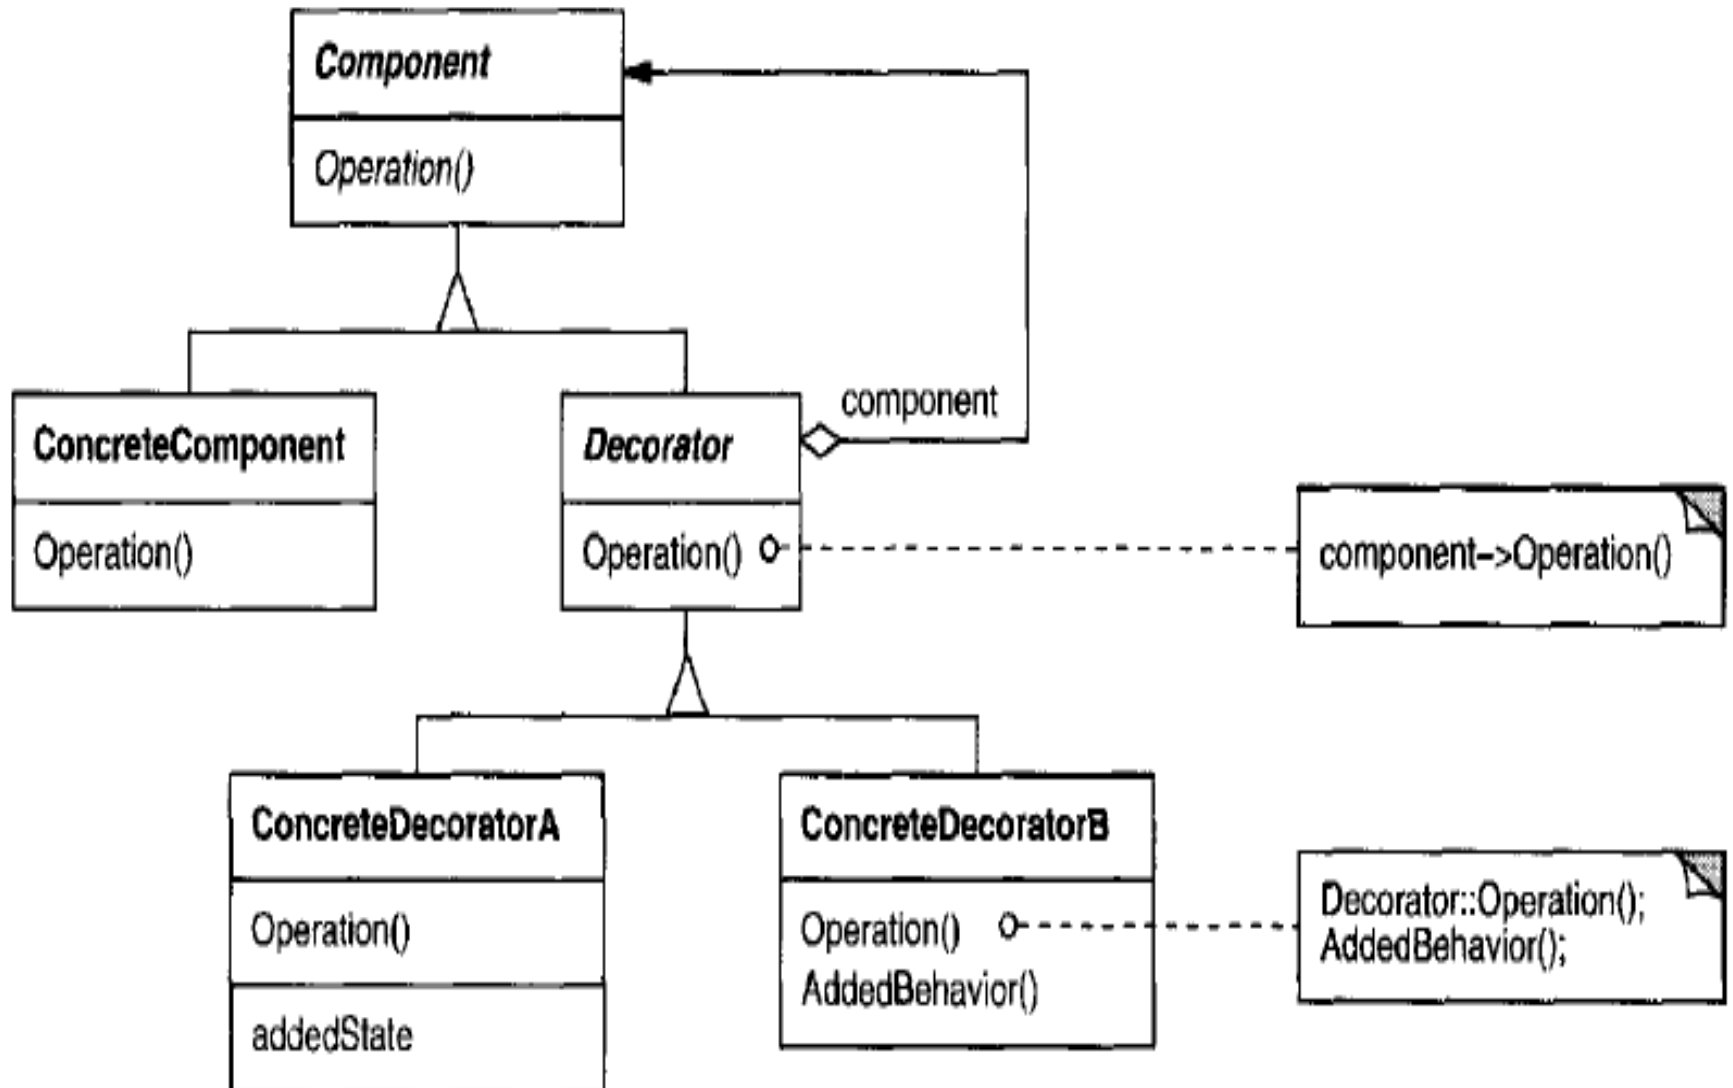 Component
Operation()
component
ConcreteComponent
Operation()
Decorator
Operation()
component–>Operation()
ConcreteDecoratorA
Operation()
addedState
ConcreteDecoratorB
Operation()
AddedBehavior()
Decorator::Operation();
AddedBehavior();